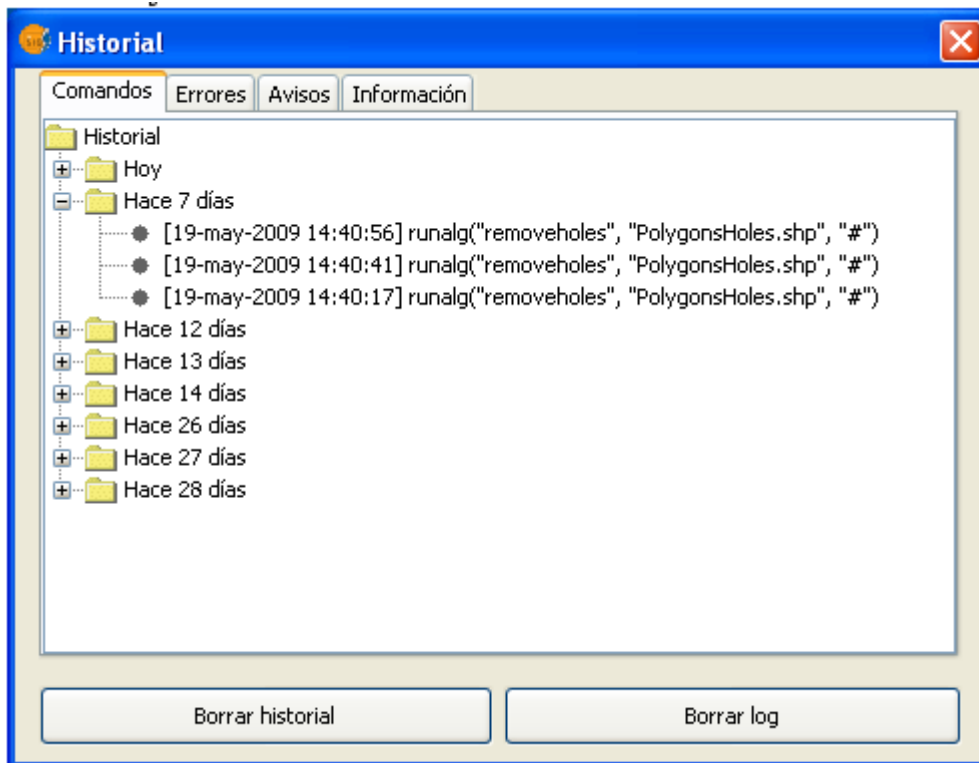 Historial
Comandos Errores Avisos Información
Historial
Hoy
Hace 7 días
[19-may-2009 14:40:56] runalg("removeholes", "PolygonsHoles.shp", "#")
[19-may-2009 14:40:41] runalg("removeholes", "PolygonsHoles.shp", "#")
[19-may-2009 14:40:17] runalg("removeholes", "PolygonsHoles.shp", "#")
Hace 12 días
Hace 13 días
Hace 14 días
Hace 26 días
Hace 27 días
Hace 28 días
Borrar historial Borrar log